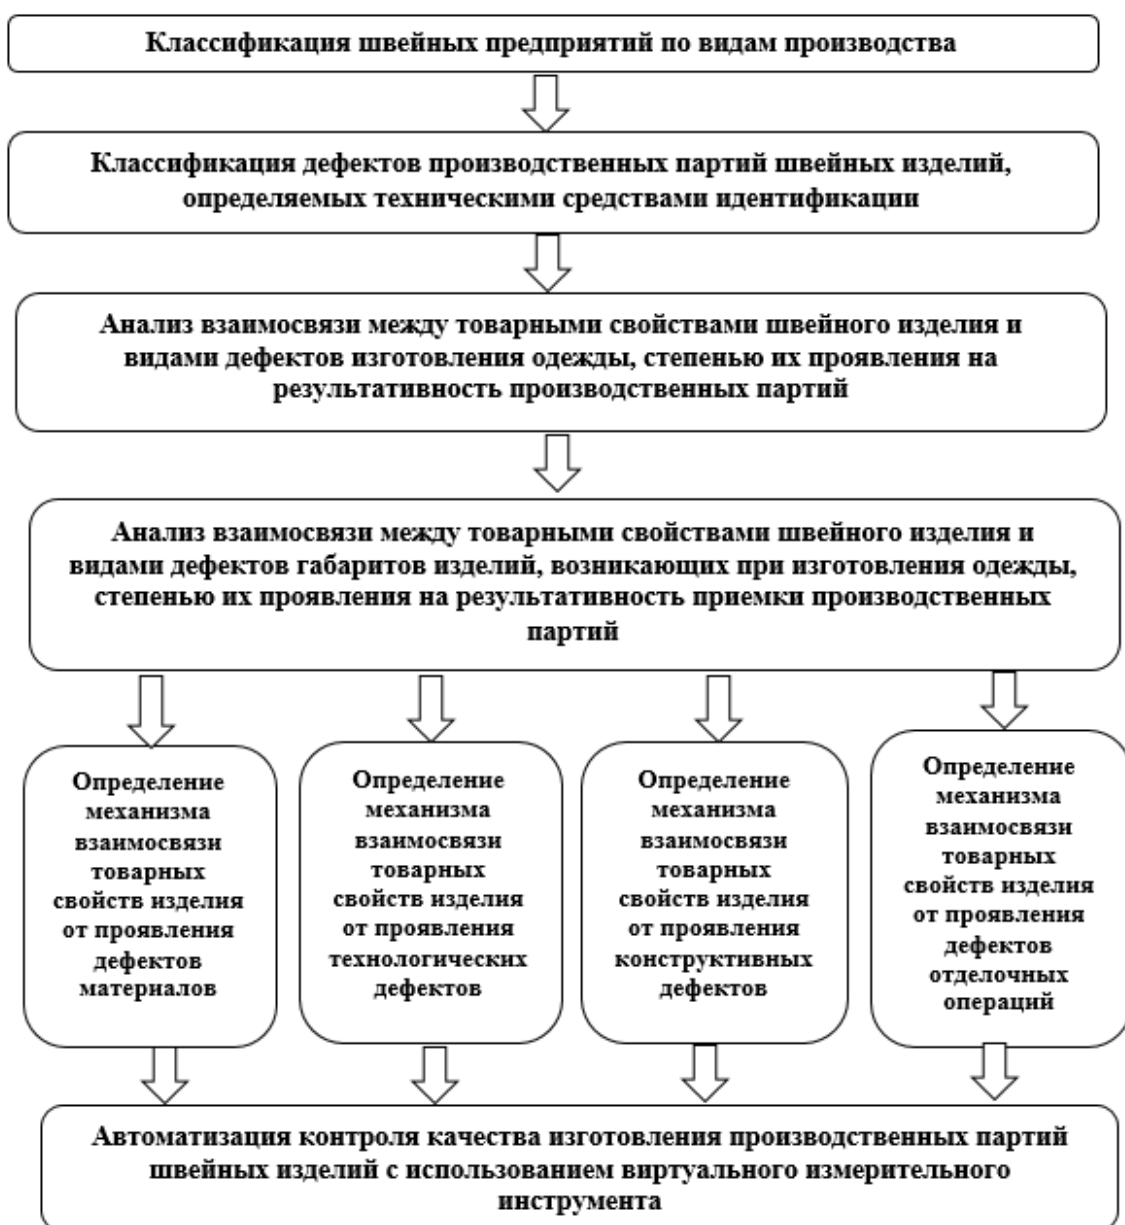 Классификация швейных предприятий по видам производства
Классификация дефектов производственных партий швейных изделий,
определяемых техническими средствами идентификации
Анализ взаимосвязи между товарными свойствами швейного изделия и
видами дефектов изготовления одежды, степенью их проявления на
результативность производственных партий
Анализ взаимосвязи между товарными свойствами швейного изделия и
видами дефектов габаритов изделий, возникающих при изготовления одежды,
степенью их проявления на результативность приемки производственных
партий
Определение
механизма
взаимосвязи
товарных
свойств изделия
от проявления
дефектов
материалов
Определение
механизма
взаимосвязи
товарных
свойств изделия
от проявления
технологических
дефектов
Определение
механизма
взаимосвязи
товарных
свойств изделия
от проявления
конструктивных
дефектов
Определение
механизма
взаимосвязи
товарных
свойств изделия
от проявления
дефектов
отделочных
операций
Автоматизация контроля качества изготовления производственных партий
швейных изделий с использованием виртуального измерительного
инструмента